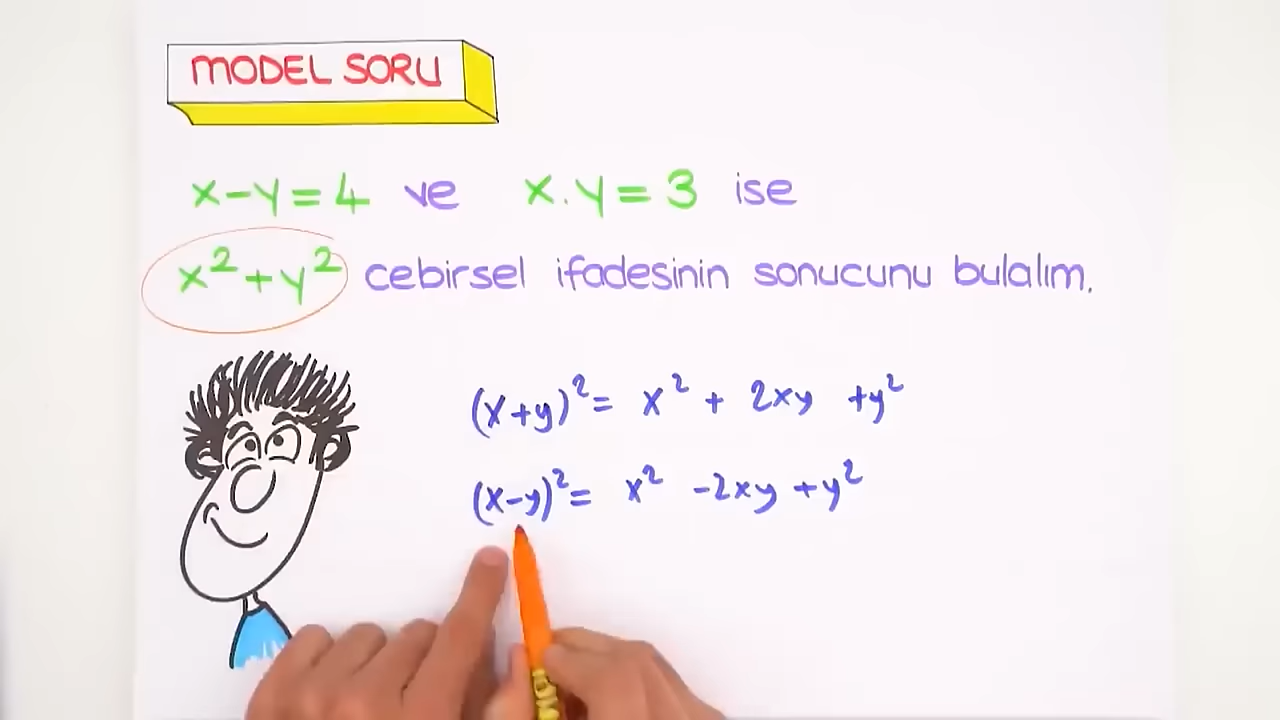 MODEL SORU
x-y=4 ve x.y=3 ise
x²+y² cebirsel ifadesinin sonucunu bulalım.
(x+y)²= x² + 2xy +y²
(x-y)²= x² -2xy +y²